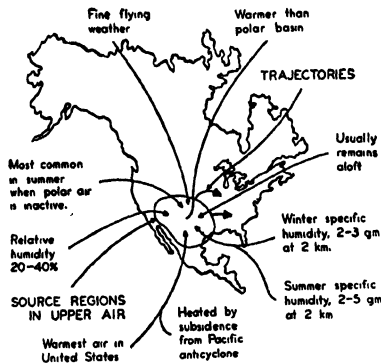 Fine flying
weather
Warmer than
polar basin
TRAJECTORIES
Most common
in summer
when polar air
is inactive.
Usually
remains
aloft
Relative
humidity
20-40%
Winter specific
humidity, 2-3 gm
at 2 km.
SOURCE REGIONS
IN UPPER AIR
Summer specific
humidity, 2-5 gm
at 2 km
Warmest air in
United States
Heated by
subsidence
from Pacific
anticyclone